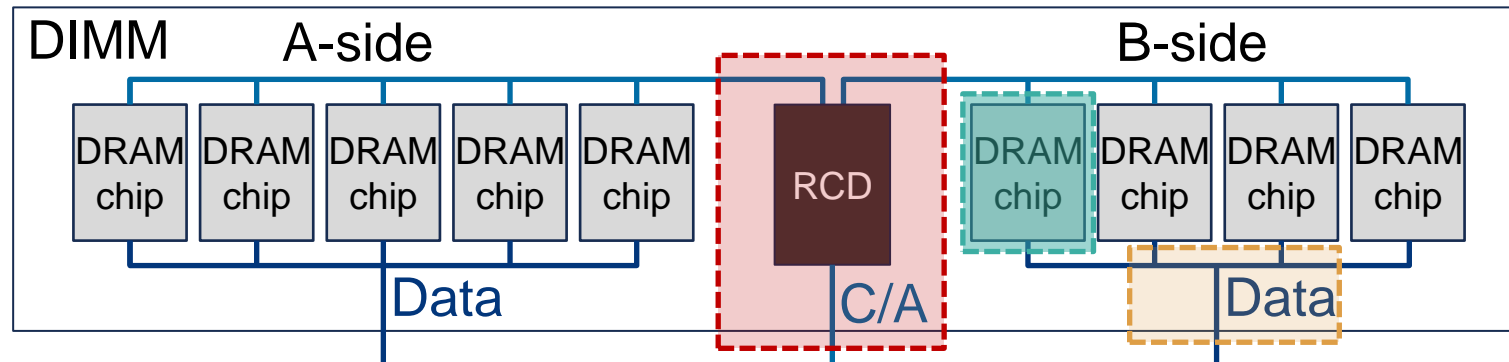 DIMM
A-side
B-side
DRAM chip
DRAM chip
DRAM chip
DRAM chip
DRAM chip
RCD
DRAM chip
DRAM chip
DRAM chip
DRAM chip
Data
C/A
Data